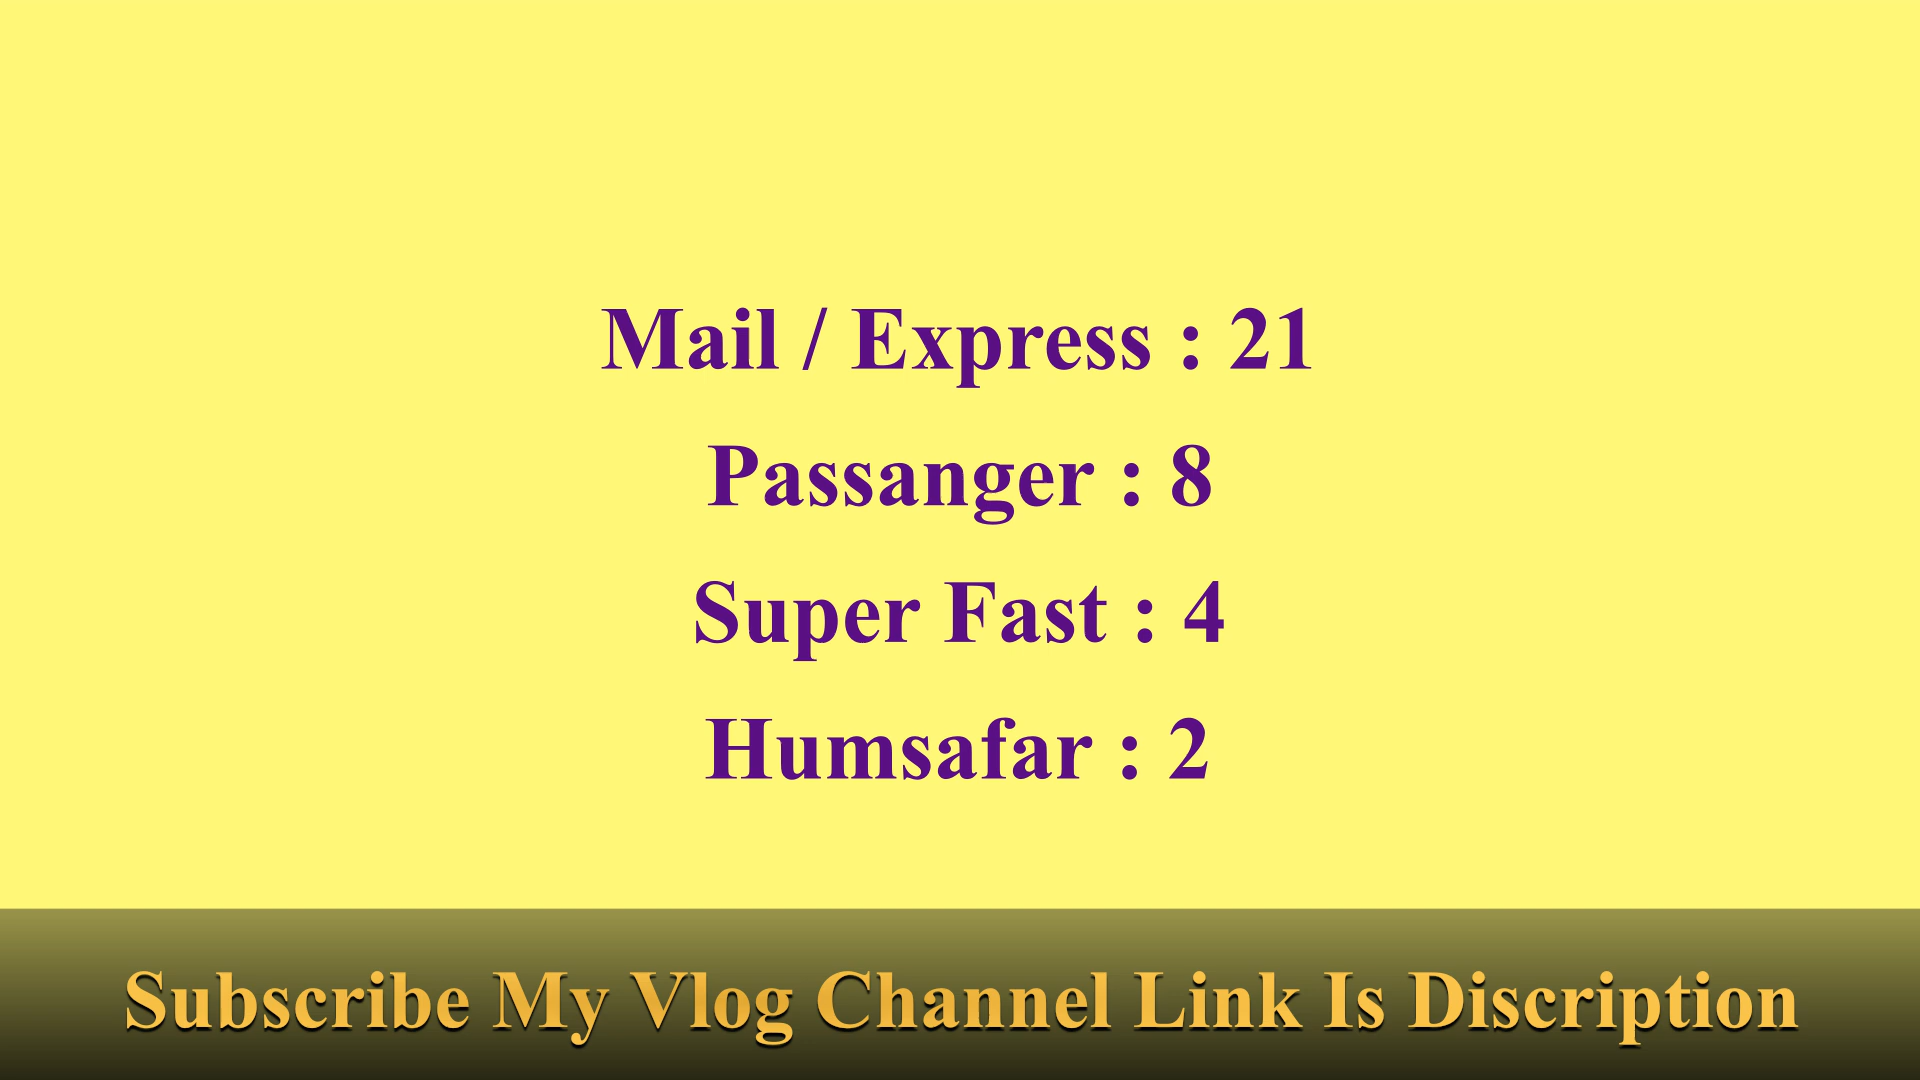 Mail / Express : 21
Passanger : 8
Super Fast : 4
Humsafar : 2
Subscribe My Vlog Channel Link Is Discription